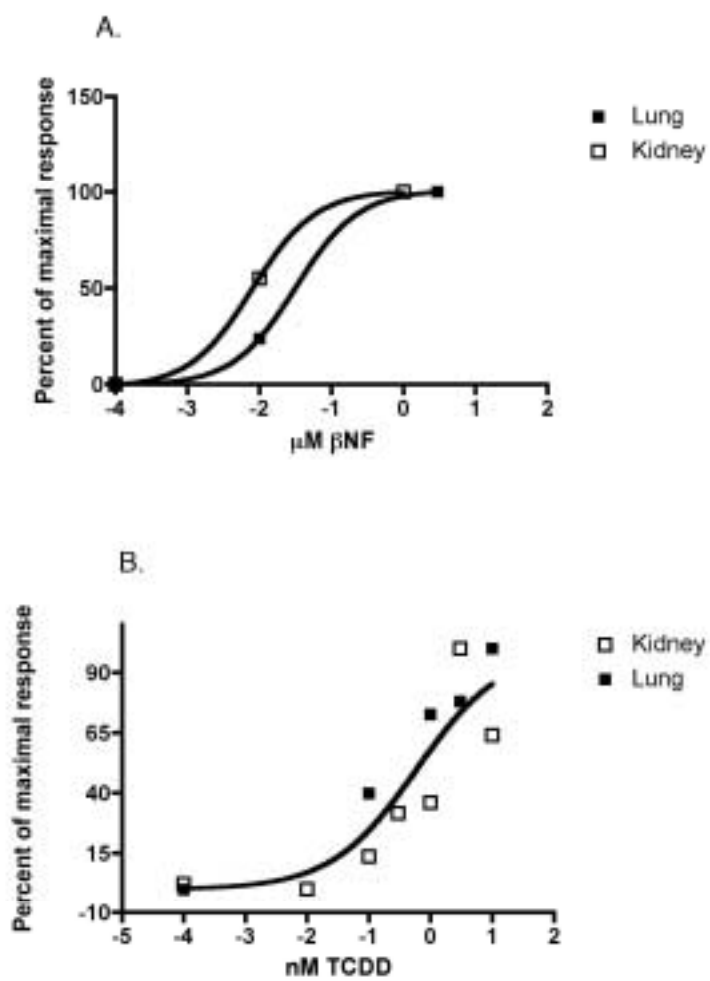 A.
Percent of maximal response
150
100
50
0
-4 -3 -2 -1 0 1 2
μM βNF
Lung
Kidney
B.
Percent of maximal response
90
65
40
15
-10
-5 -4 -3 -2 -1 0 1 2
nM TCDD
Kidney
Lung